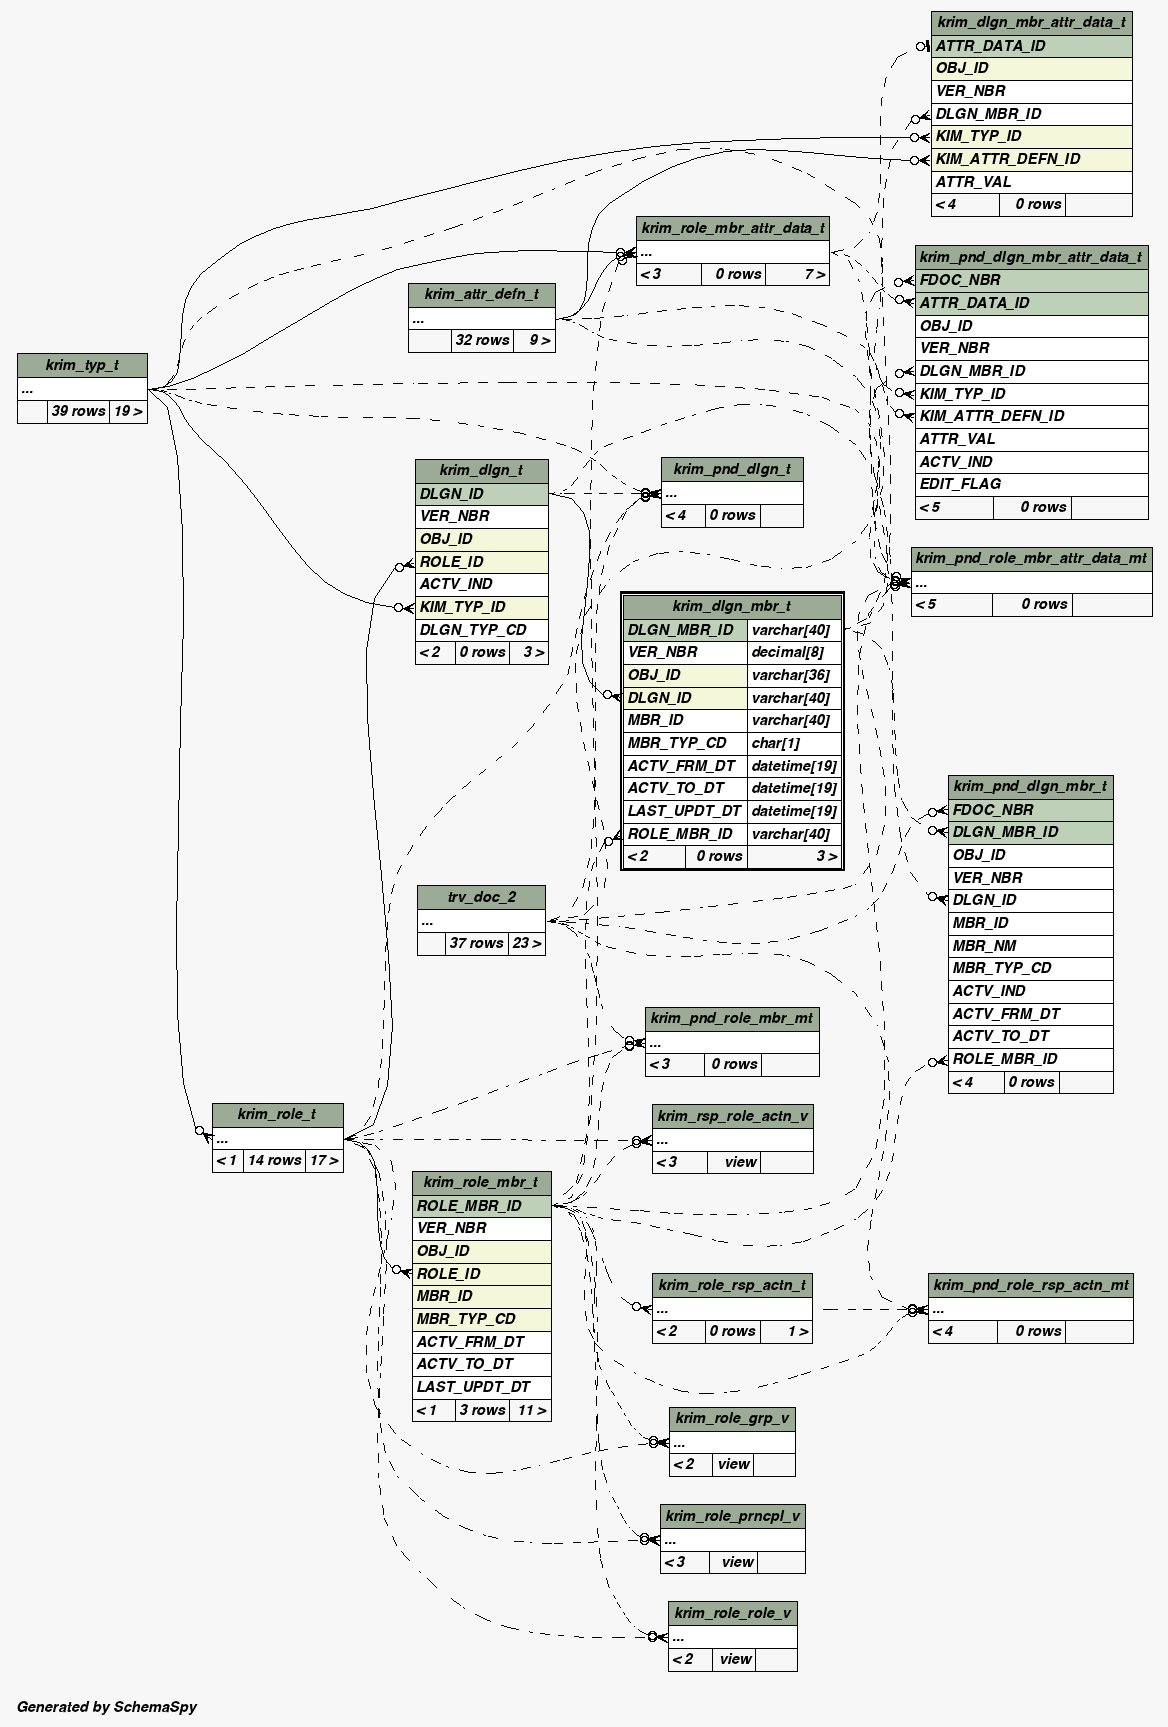 krim_dlgn_mbr_attr_data_t
ATTR_DATA_ID
OBJ_ID
VER_NBR
DLGN_MBR_ID
KIM_TYP_ID
KIM_ATTR_DEFN_ID
ATTR_VAL
< 4 0 rows
krim_role_mbr_attr_data_t
...
< 3 0 rows 7 >
krim_pnd_dlgn_mbr_attr_data_t
FDOC_NBR
ATTR_DATA_ID
OBJ_ID
VER_NBR
DLGN_MBR_ID
KIM_TYP_ID
KIM_ATTR_DEFN_ID
ATTR_VAL
ACTV_IND
EDIT_FLAG
< 5 0 rows
krim_attr_defn_t
...
32 rows 9 >
krim_typ_t
...
39 rows 19 >
krim_dlgn_t
DLGN_ID
VER_NBR
OBJ_ID
ROLE_ID
ACTV_IND
KIM_TYP_ID
DLGN_TYP_CD
< 2 0 rows 3 >
krim_pnd_dlgn_t
...
< 4 0 rows
krim_pnd_role_mbr_attr_data_mt
...
< 5 0 rows
krim_dlgn_mbr_t
DLGN_MBR_ID varchar[40]
VER_NBR decimal[8]
OBJ_ID varchar[36]
DLGN_ID varchar[40]
MBR_ID varchar[40]
MBR_TYP_CD char[1]
ACTV_FRM_DT datetime[19]
ACTV_TO_DT datetime[19]
LAST_UPDT_DT datetime[19]
ROLE_MBR_ID varchar[40]
< 2 0 rows 3 >
krim_pnd_dlgn_mbr_t
FDOC_NBR
DLGN_MBR_ID
OBJ_ID
VER_NBR
DLGN_ID
MBR_ID
MBR_NM
MBR_TYP_CD
ACTV_IND
ACTV_FRM_DT
ACTV_TO_DT
ROLE_MBR_ID
< 4 0 rows
trv_doc_2
...
37 rows 23 >
krim_pnd_role_mbr_mt
...
< 3 0 rows
krim_role_t
...
< 1 14 rows 17 >
krim_rsp_role_actn_v
...
< 3 view
krim_role_mbr_t
ROLE_MBR_ID
VER_NBR
OBJ_ID
ROLE_ID
MBR_ID
MBR_TYP_CD
ACTV_FRM_DT
ACTV_TO_DT
LAST_UPDT_DT
< 1 3 rows 11 >
krim_role_rsp_actn_t
...
< 2 0 rows 1 >
krim_pnd_role_rsp_actn_mt
...
< 4 0 rows
krim_role_grp_v
...
< 2 view
krim_role_prncpl_v
...
< 3 view
krim_role_role_v
...
< 2 view
Generated by SchemaSpy